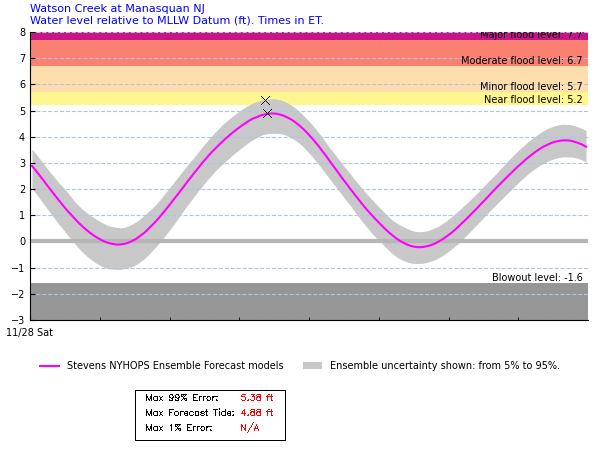 Watson Creek at Manasquan NJ
Water level relative to MLLW Datum (ft). Times in ET.
8
Major flood level: 7.7
7
Moderate flood level: 6.7
6
Minor flood level: 5.7
Near flood level: 5.2
5
4
3
2
1
0
−1
Blowout level: -1.6
−2
−3
11/28 Sat
Stevens NYHOPS Ensemble Forecast models
Ensemble uncertainty shown: from 5% to 95%.
Max 99% Error: 5.38 ft
Max Forecast Tide: 4.88 ft
Max 1% Error: N/A